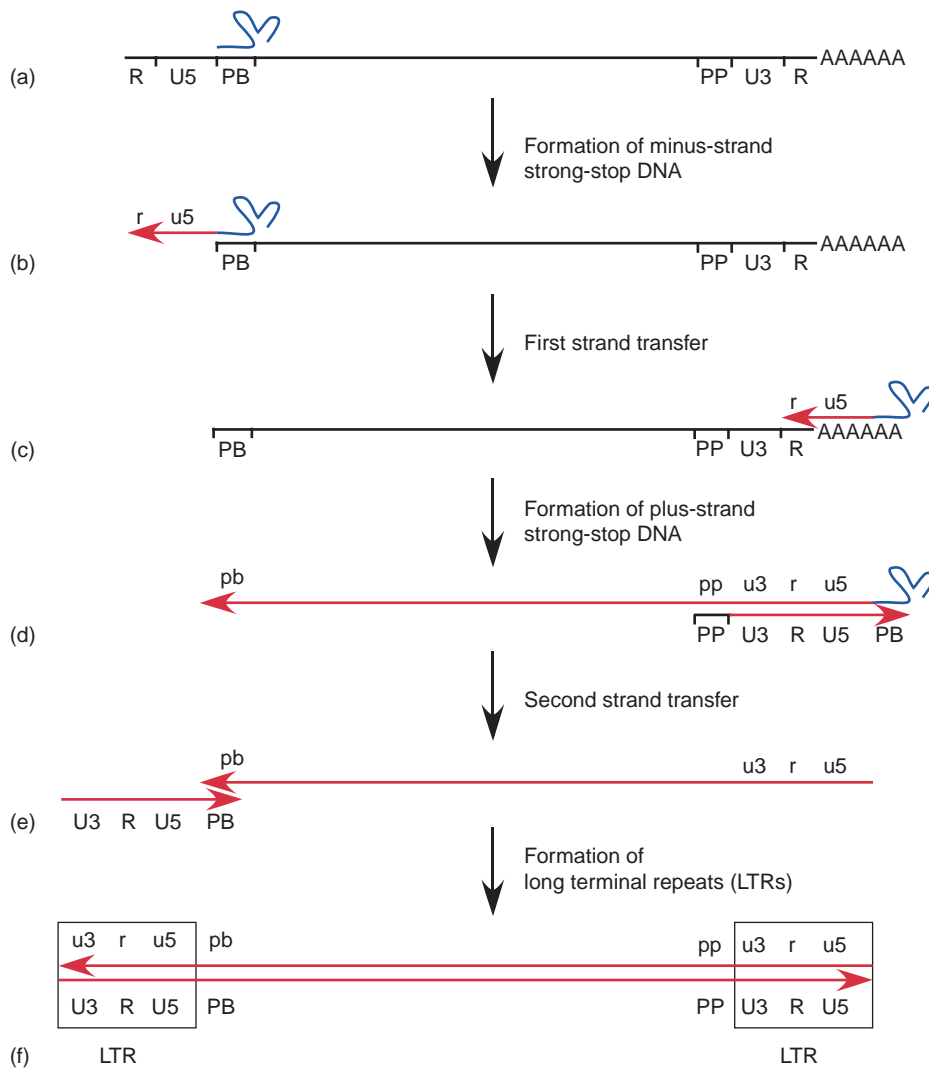 AAAAAA
(a)
R U5 PB PP U3 R
Formation of minus-strand
strong-stop DNA
r u5
AAAAAA
(b)
PB PP U3 R
First strand transfer
r u5
AAAAAA
(c)
PB PP U3 R
Formation of plus-strand
strong-stop DNA
pb pp u3 r u5
(d)
PP U3 R U5 PB
Second strand transfer
pb u3 r u5
(e)
U3 R U5 PB
Formation of
long terminal repeats (LTRs)
u3 r u5 pb pp u3 r u5
U3 R U5 PB PP U3 R U5
(f)
LTR LTR